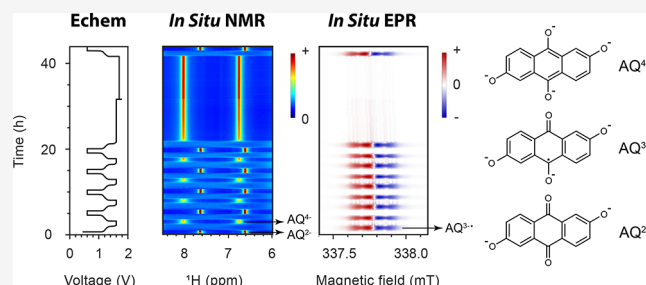 Echem
In Situ NMR
In Situ EPR
40
20
0
Time (h)
0 1 2
Voltage (V)
8 7 6
¹H (ppm)
+
0
AQ⁴⁻
AQ²⁻
337.5 338.0
Magnetic field (mT)
+
0
-
AQ³⁻•
O⁻
⁻O
O⁻
O⁻
AQ⁴
O
⁻O
O⁻
O⁻
AQ³
O
⁻O
O⁻
O
AQ²